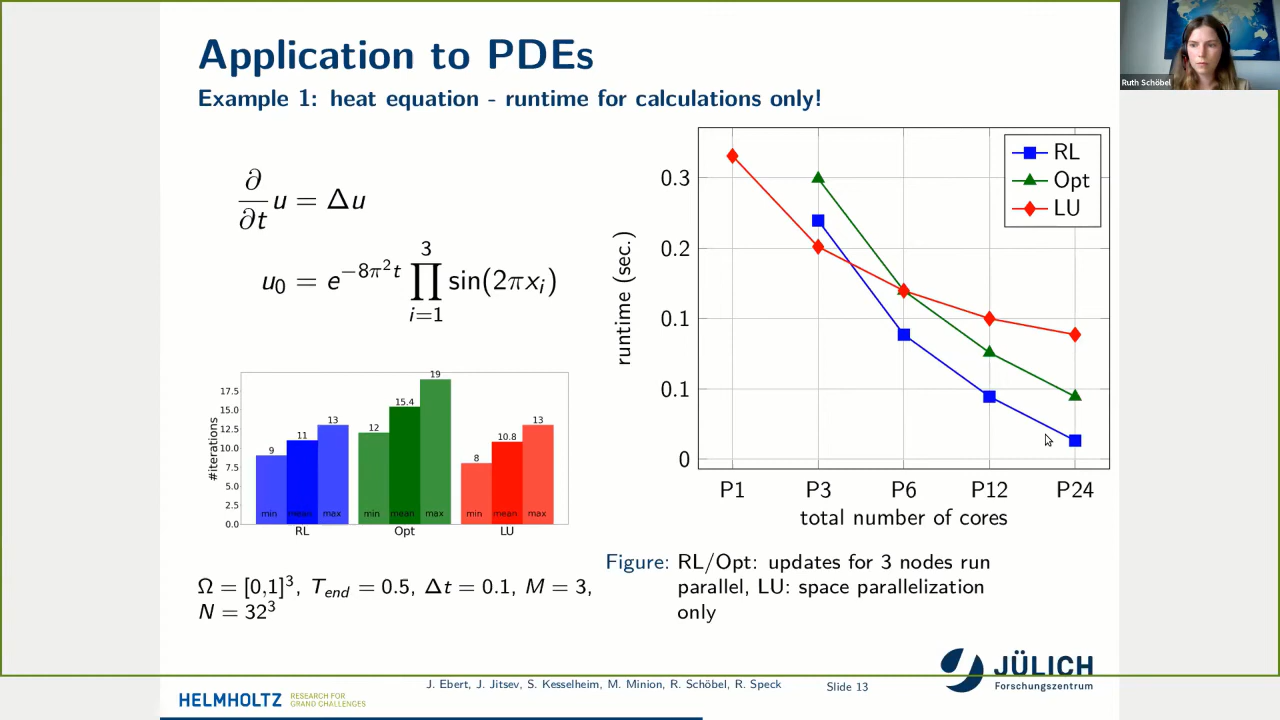 Application to PDEs
Example 1: heat equation - runtime for calculations only!
Ruth Schöbel
∂/∂t u = Δu
u₀ = e^{−8π²t} ∏_{i=1}^{3} sin(2πxᵢ)
#iterations
17.5
15.0
12.5
10.0
7.5
5.0
2.5
0.0
9 11 13
12 15.4 19
8 10.8 13
min mean max min mean max min mean max
RL Opt LU
Ω = [0,1]³, T_end = 0.5, Δt = 0.1, M = 3,
N = 32³
runtime (sec.)
0.3
0.2
0.1
0.1
0
RL
Opt
LU
P1 P3 P6 P12 P24
total number of cores
Figure: RL/Opt: updates for 3 nodes run
parallel, LU: space parallelization
only
JÜLICH
Forschungszentrum
HELMHOLTZ RESEARCH FOR
GRAND CHALLENGES
J. Ebert, J. Jitsev, S. Kesselheim, M. Minion, R. Schöbel, R. Speck
Slide 13